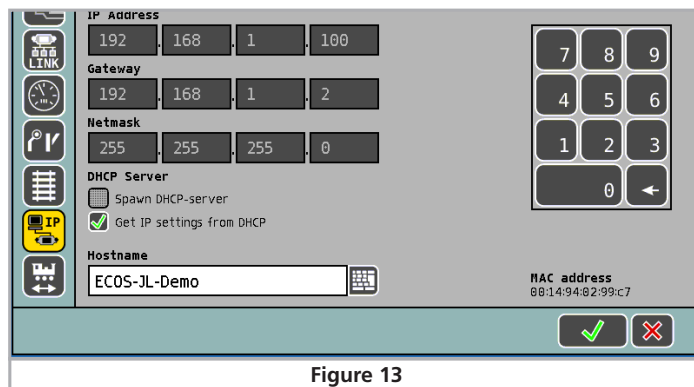 IP Address
192 . 168 . 1 . 100
Gateway
192 . 168 . 1 . 2
Netmask
255 . 255 . 255 . 0
DHCP Server
Spawn DHCP-server
Get IP settings from DHCP
Hostname
ECOS-JL-Demo
LINK
IP
7 8 9
4 5 6
1 2 3
0
MAC address
00:14:94:02:99:c7
Figure 13